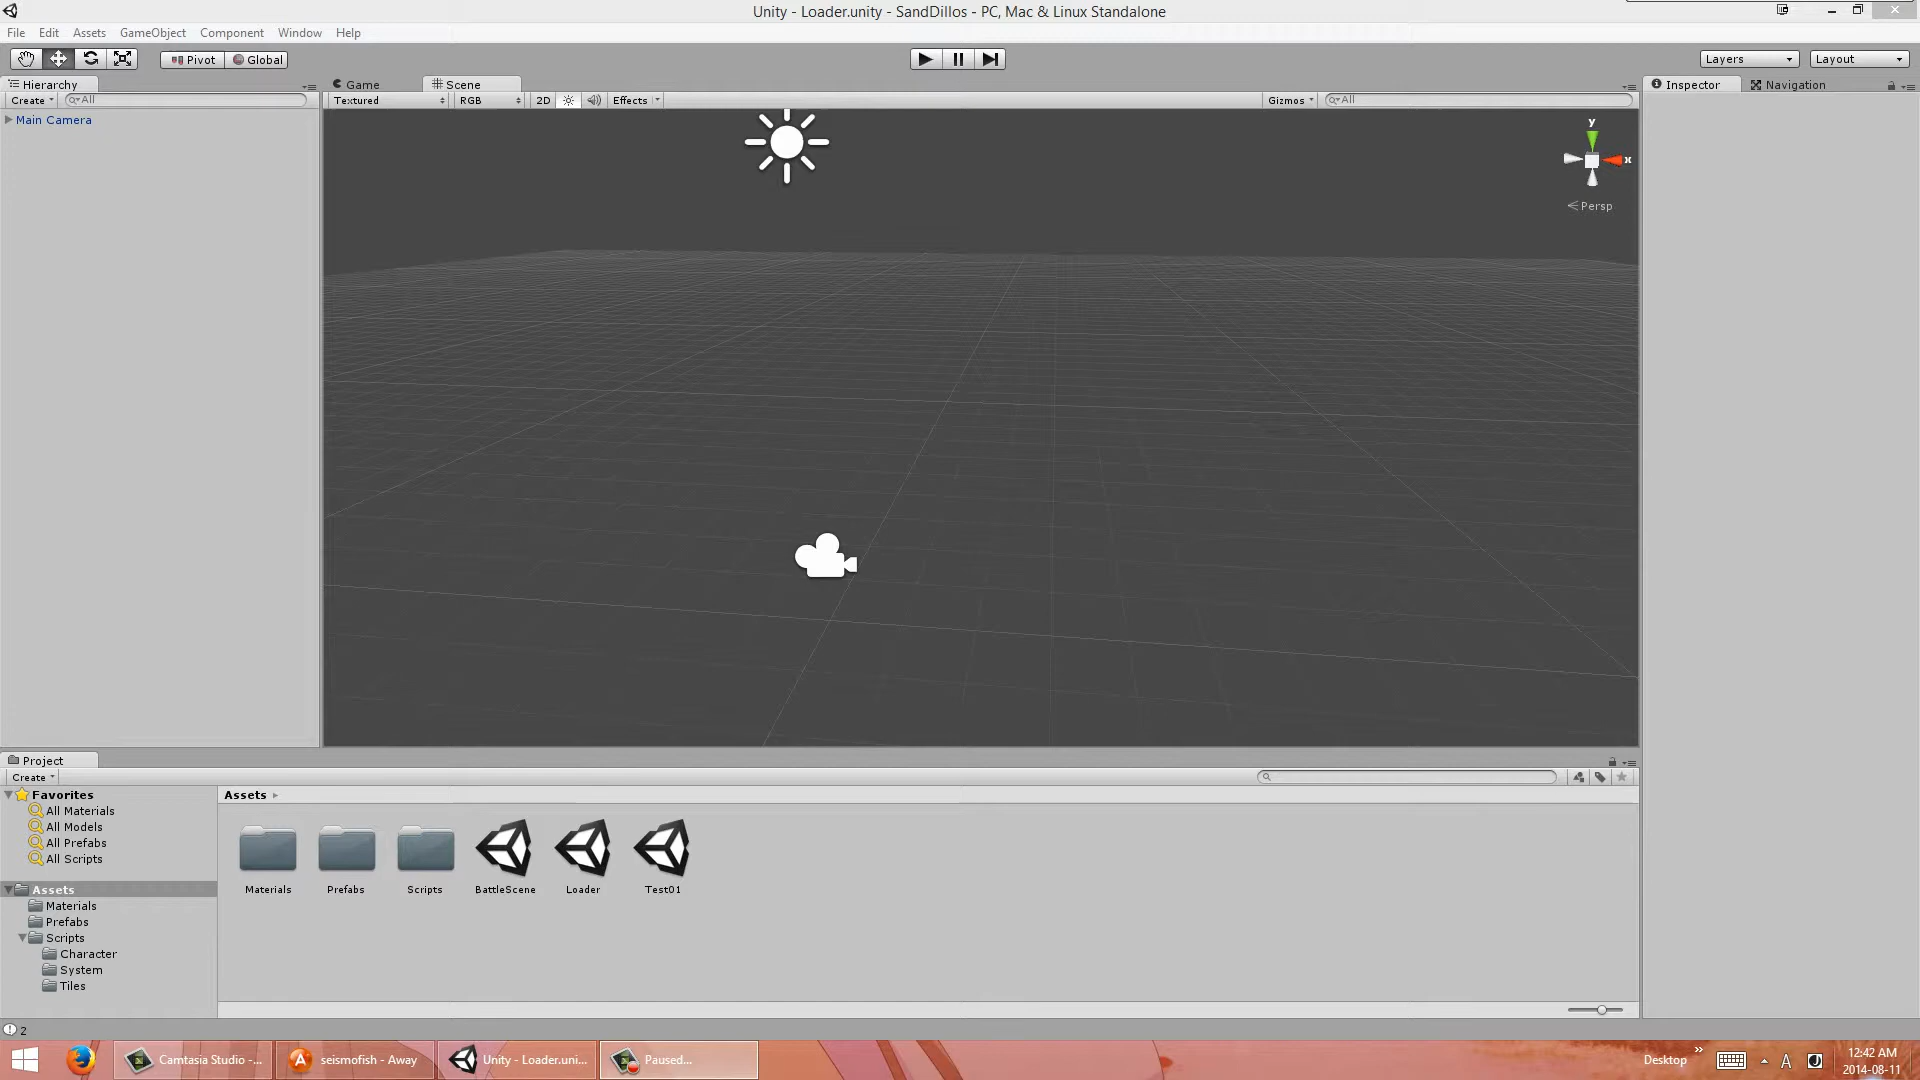 Unity - Loader.unity - SandDillos - PC, Mac & Linux Standalone
File Edit Assets GameObject Component Window Help
Pivot Global Layers Layout
Hierarchy Game Scene Inspector Navigation
Create All Textured RGB 2D Effects Gizmos All
Main Camera
y
x
Persp
Project
Create
Favorites
All Materials
All Models
All Prefabs
All Scripts
Assets
Materials
Prefabs
Scripts
Character
System
Tiles
Assets
Materials Prefabs Scripts BattleScene Loader Test01
2
Camtasia Studio -... seismofish - Away Unity - Loader.uni... Paused... Desktop A 12:42 AM
2014-08-11